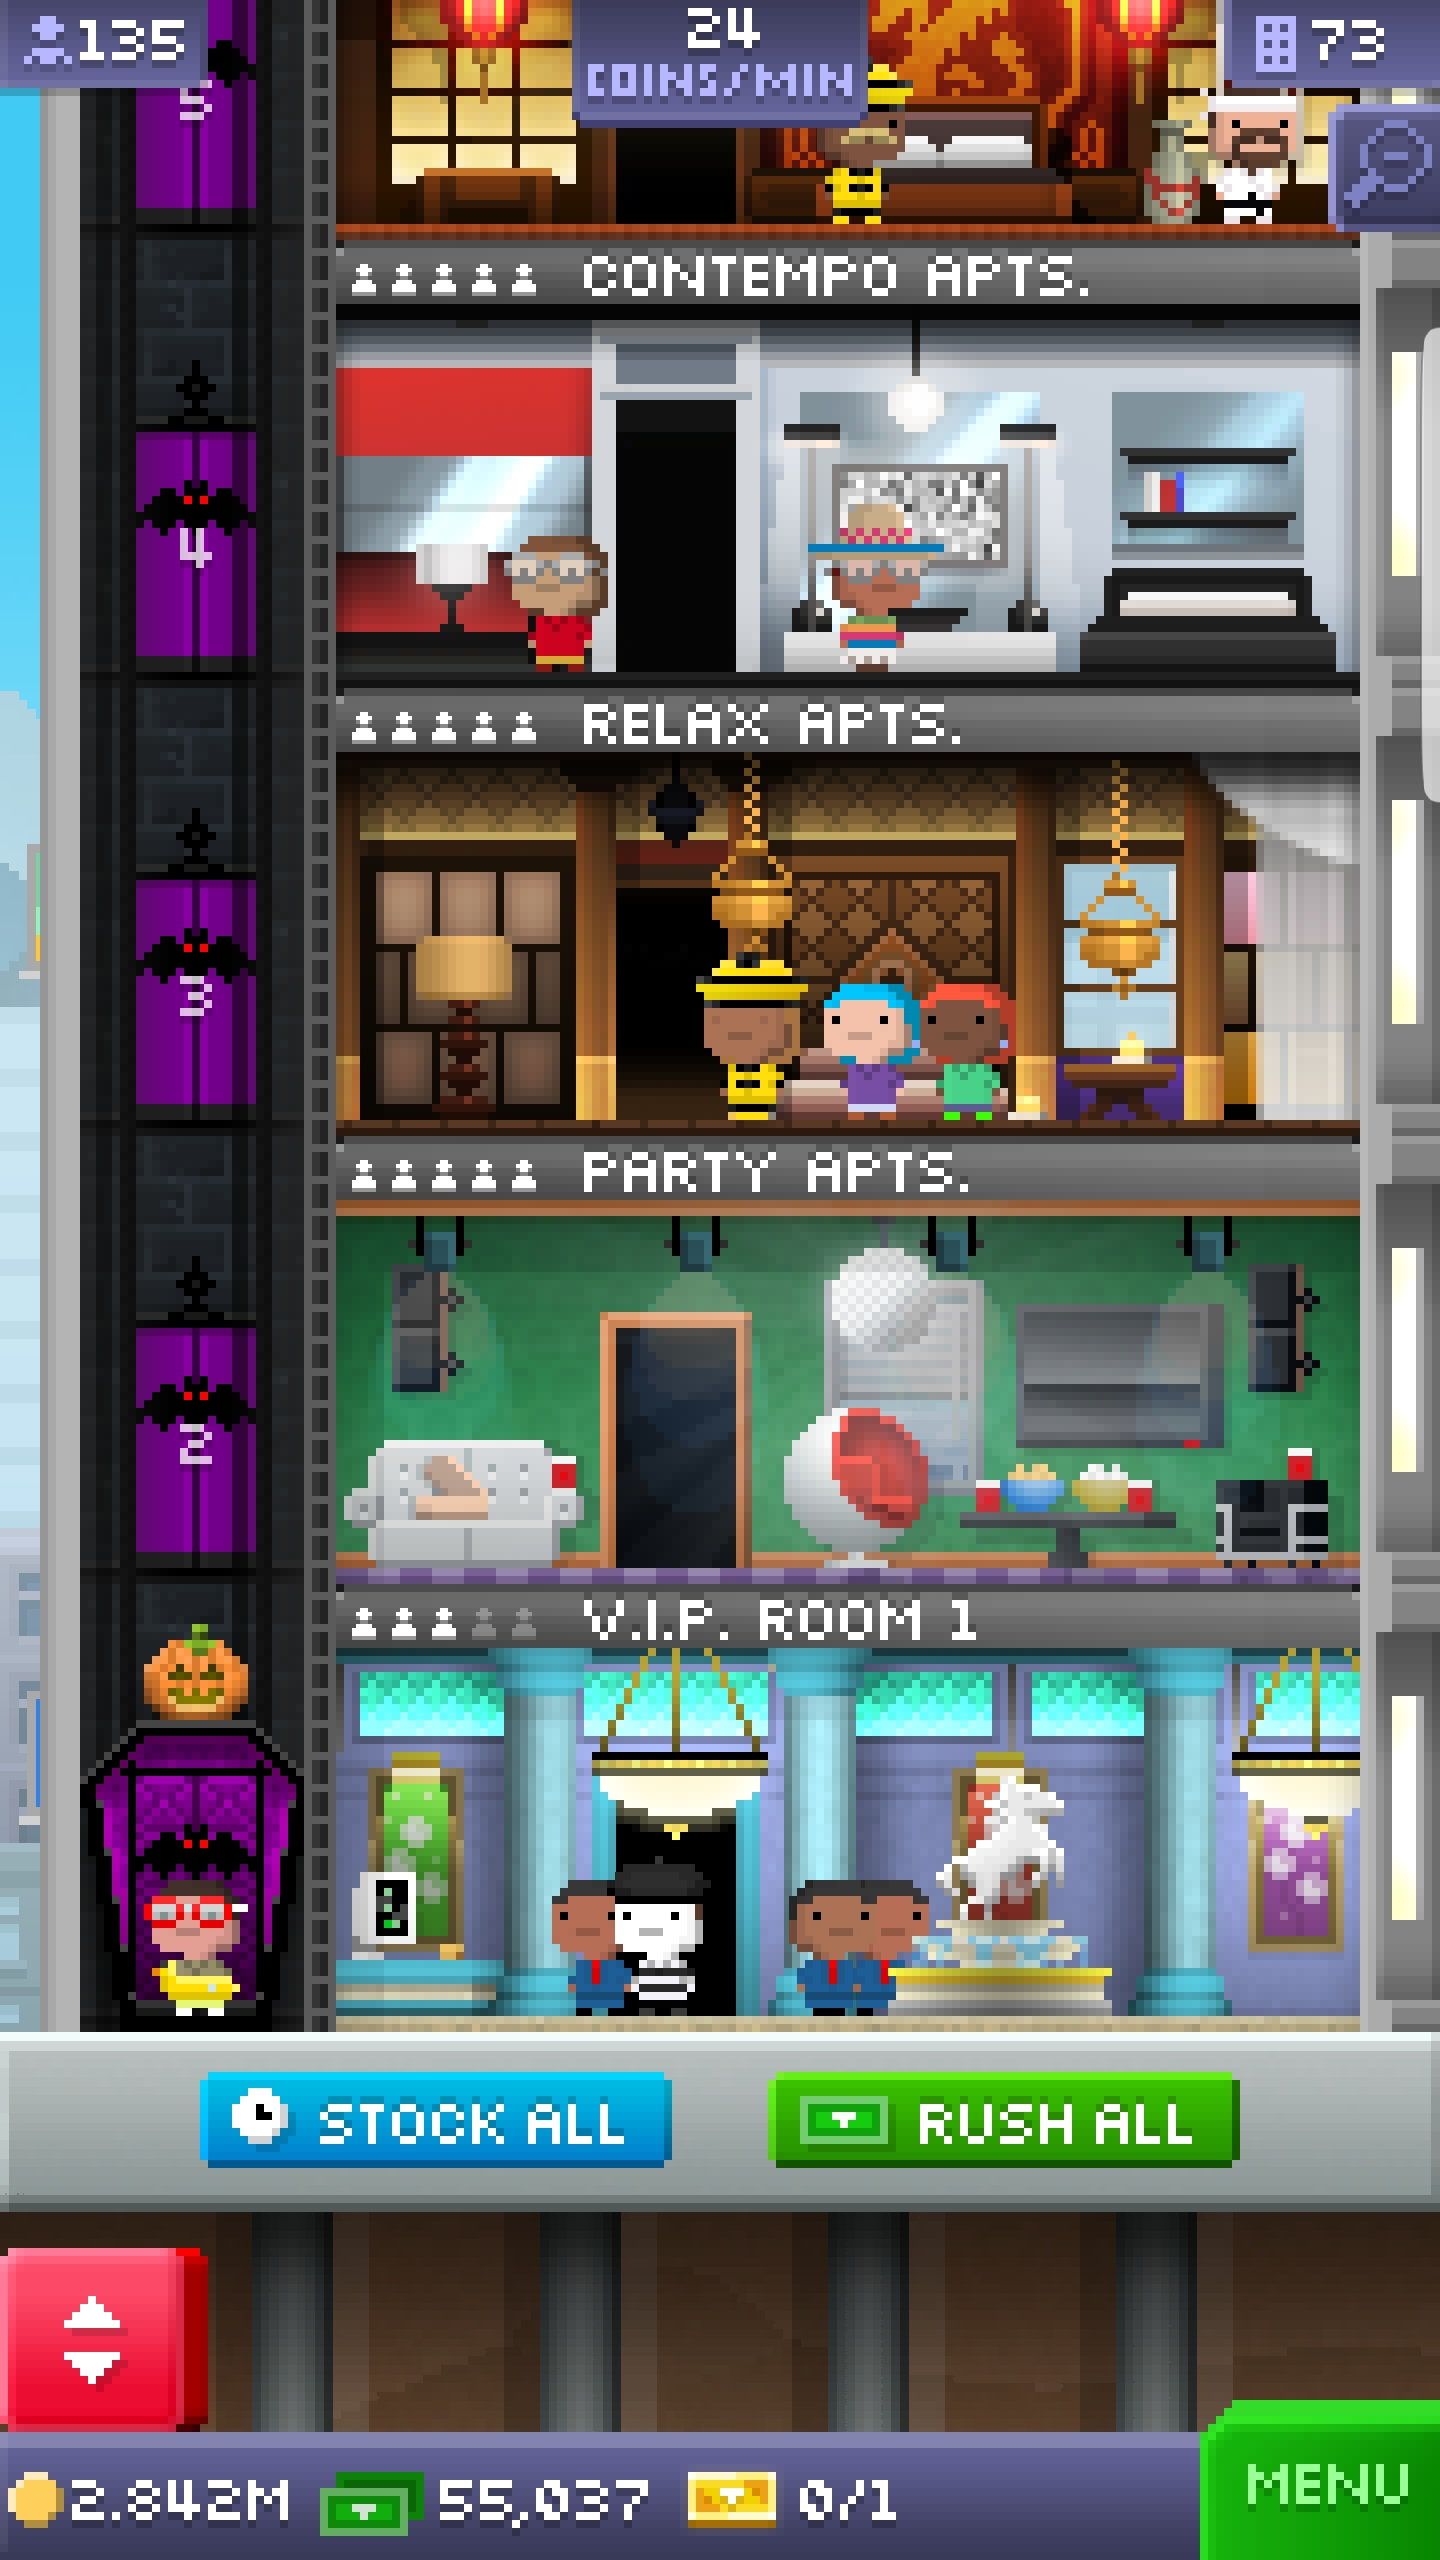 135
24
COINS/MIN
73
5
CONTEMPO APTS.
4
RELAX APTS.
3
PARTY APTS.
2
V.I.P. ROOM 1
STOCK ALL
RUSH ALL
2.842M
55,037
0/1
MENU